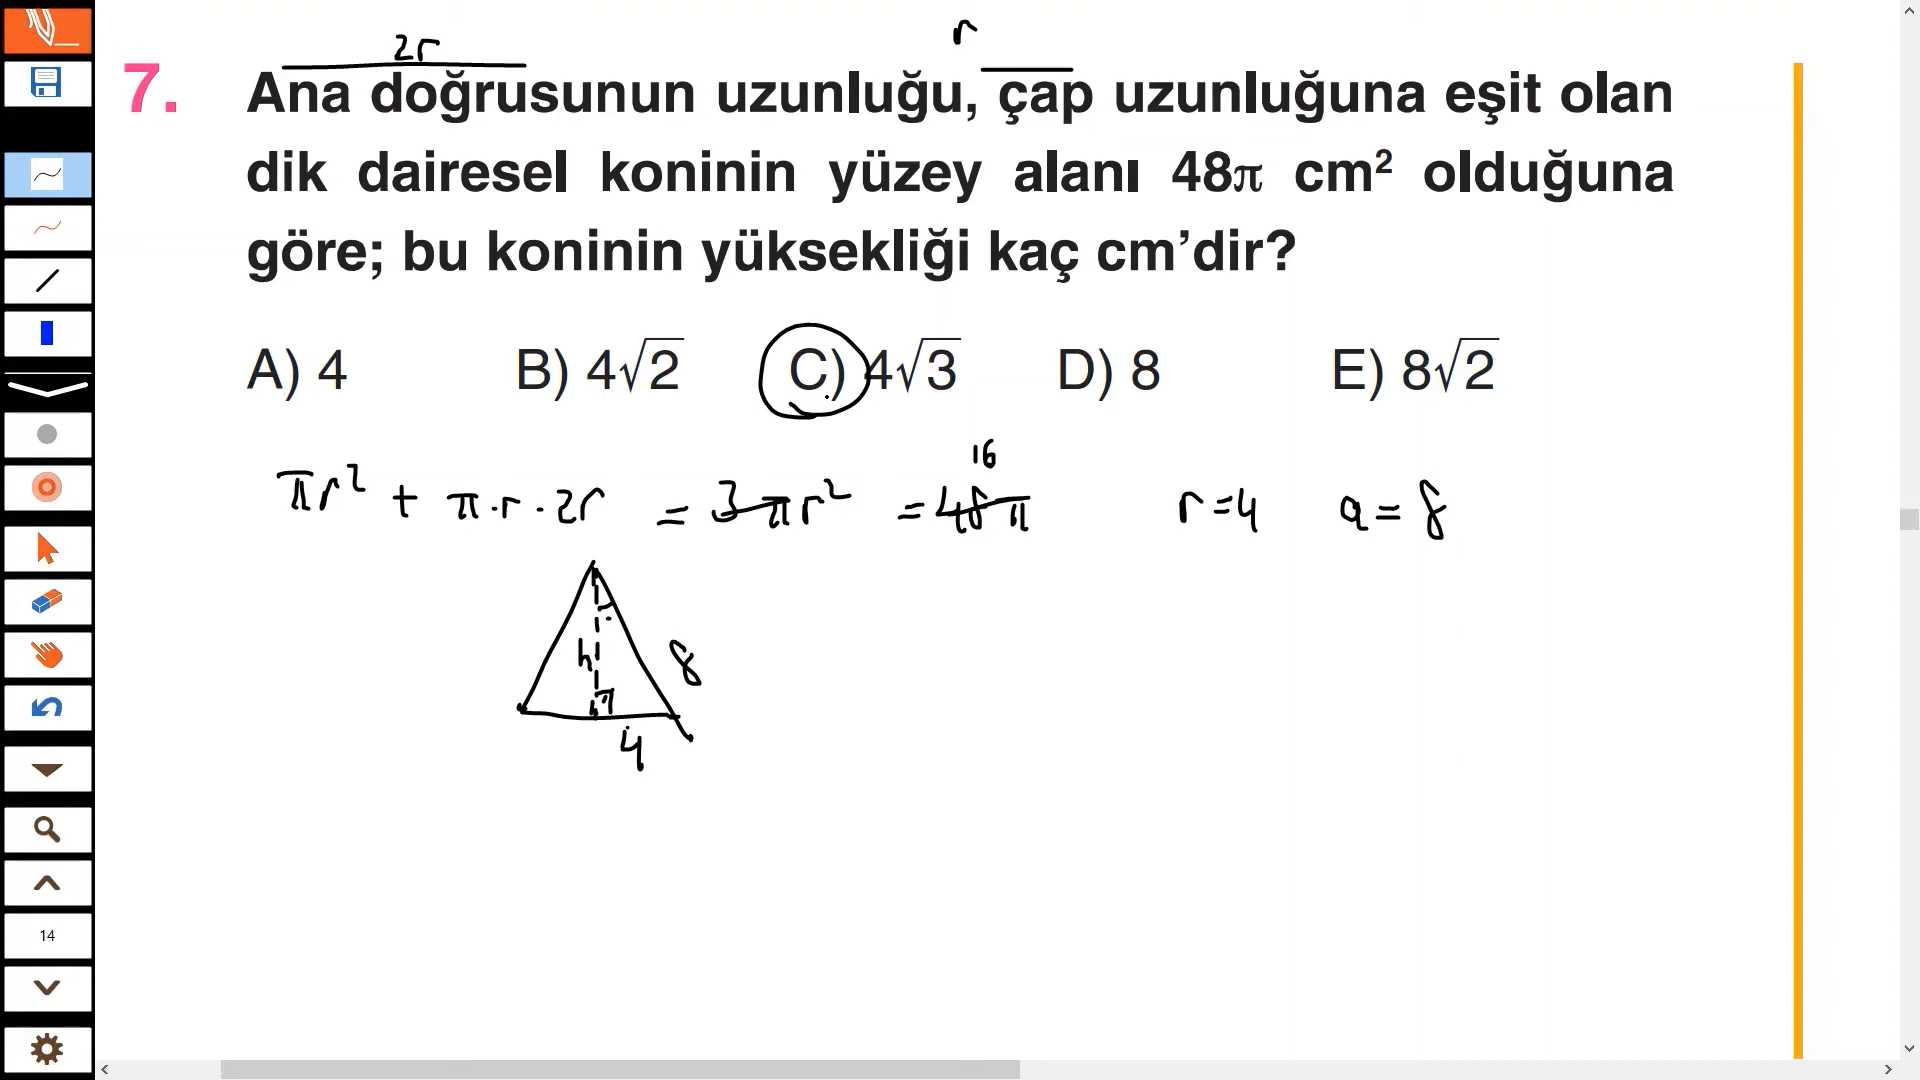 2r r
7. Ana doğrusunun uzunluğu, çap uzunluğuna eşit olan
dik dairesel koninin yüzey alanı 48π cm² olduğuna
göre; bu koninin yüksekliği kaç cm’dir?
A) 4 B) 4√2 C) 4√3 D) 8 E) 8√2
16
πr² + π·r·2r = 3πr² = 48π r=4 a=8
h 8
4
14